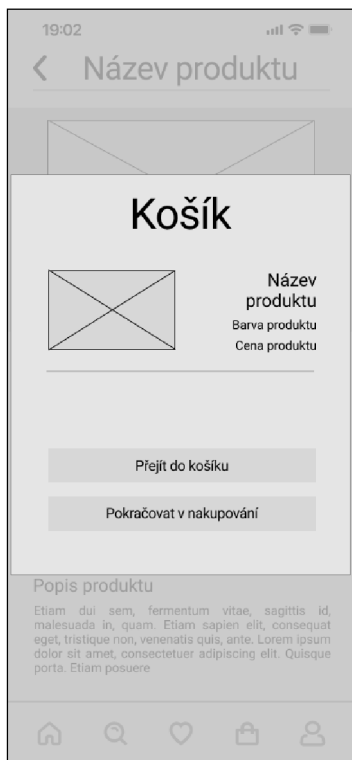 19:02
Název produktu
Košík
Název
produktu
Barva produktu
Cena produktu
Přejít do košíku
Pokračovat v nakupování
Popis produktu
Etiam dui sem, fermentum vitae, sagittis id,
malesuada in, quam. Etiam sapien elit, consequat
eget, tristique non, venenatis quis, ante. Lorem ipsum
dolor sit amet, consectetuer adipiscing elit. Quisque
porta. Etiam posuere